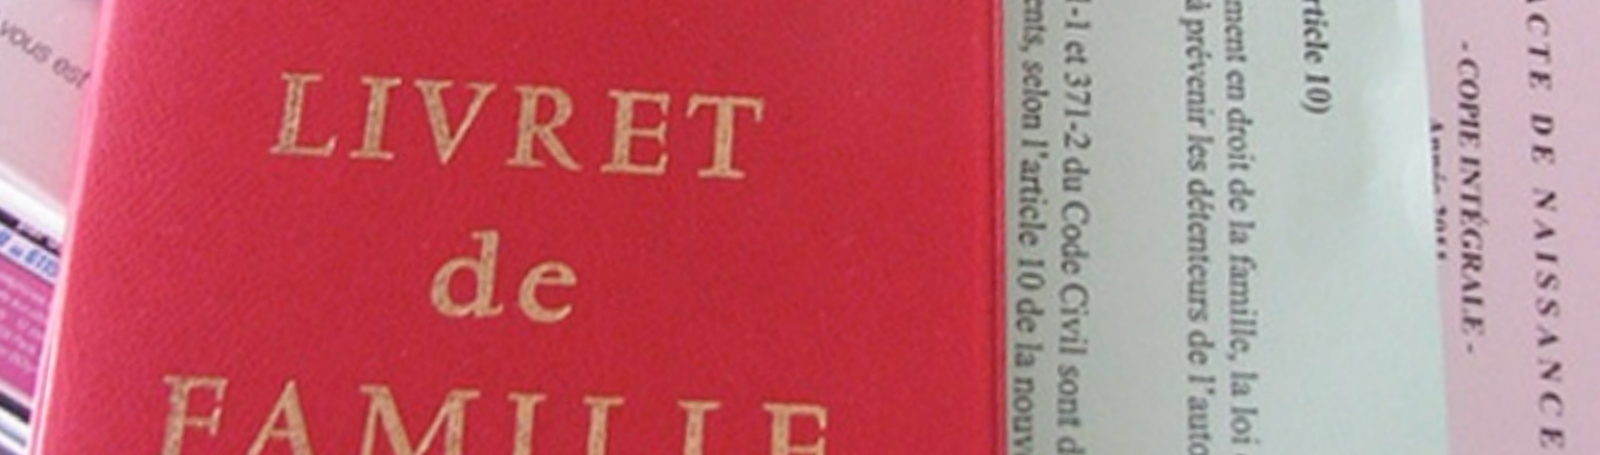 vous est
LIVRET
de
FAMILLE
rticle 10)
ment en droit de la famille, la loi
à prévenir les détenteurs de l'auto
1-1 et 371-2 du Code Civil sont d
ents, selon l'article 10 de la nouv
ACTE DE NAISSANCE
- COPIE INTÉGRALE -